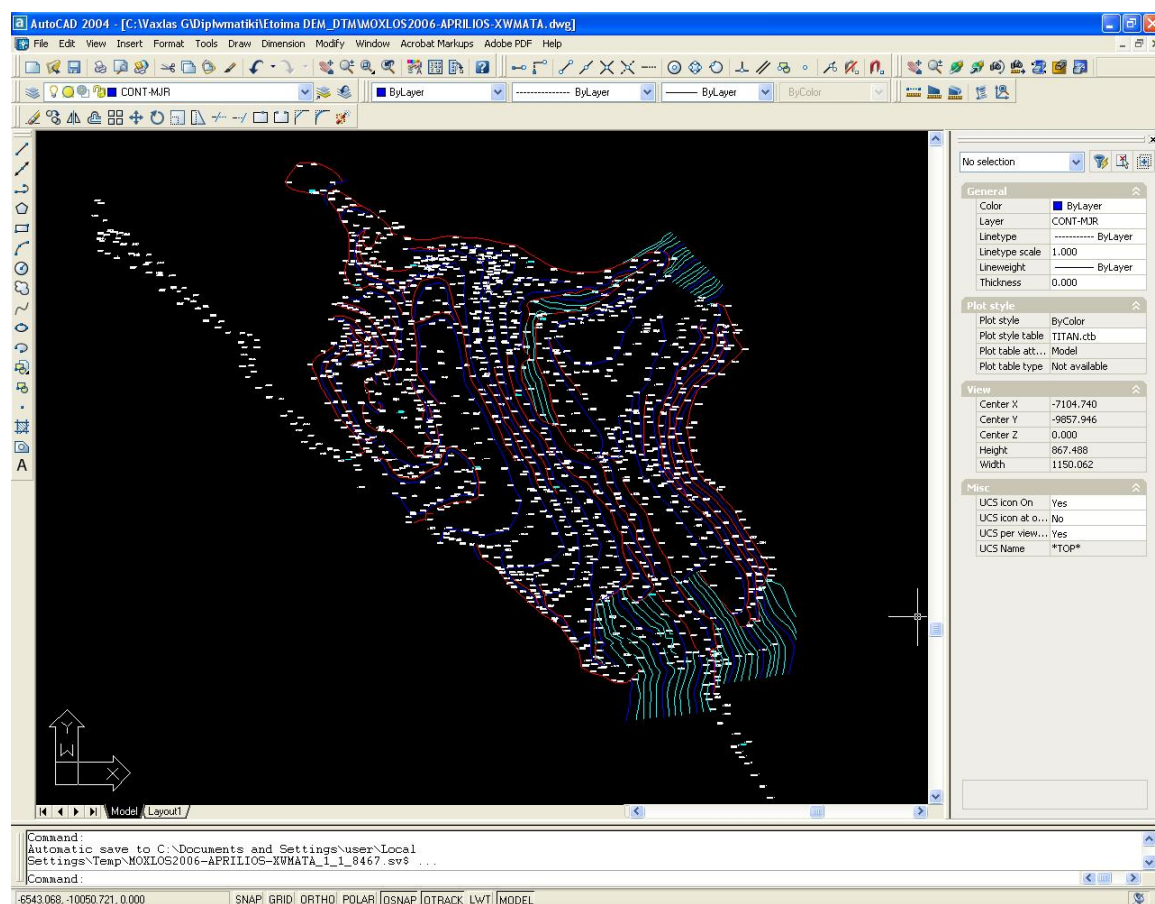 AutoCAD 2004 - [C:\Vaxlas G\Diplwmatiki\Etoima DEM_DTM\MOXLOS2006-APRILIOS-XWMATA.dwg]
File Edit View Insert Format Tools Draw Dimension Modify Window Acrobat Markups Adobe PDF Help
CONT-MJR ByLayer ByLayer ByLayer ByColor
No selection
General
Color ByLayer
Layer CONT-MJR
Linetype ByLayer
Linetype scale 1.000
Lineweight ByLayer
Thickness 0.000
Plot style
Plot style ByColor
Plot style table TITAN.ctb
Plot table att... Model
Plot table type Not available
View
Center X -7104.740
Center Y -9857.946
Center Z 0.000
Height 867.488
Width 1150.062
Misc
UCS icon On Yes
UCS icon at o... No
UCS per view... Yes
UCS Name *TOP*
Y
W
X
Model Layout1
Command:
Automatic save to C:\Documents and Settings\user\Local
Settings\Temp\MOXLOS2006-APRILIOS-XWMATA_1_1_8467.sv$ ...
Command:
-6543.068, -10050.721, 0.000 SNAP GRID ORTHO POLAR OSNAP OTRACK LWT MODEL